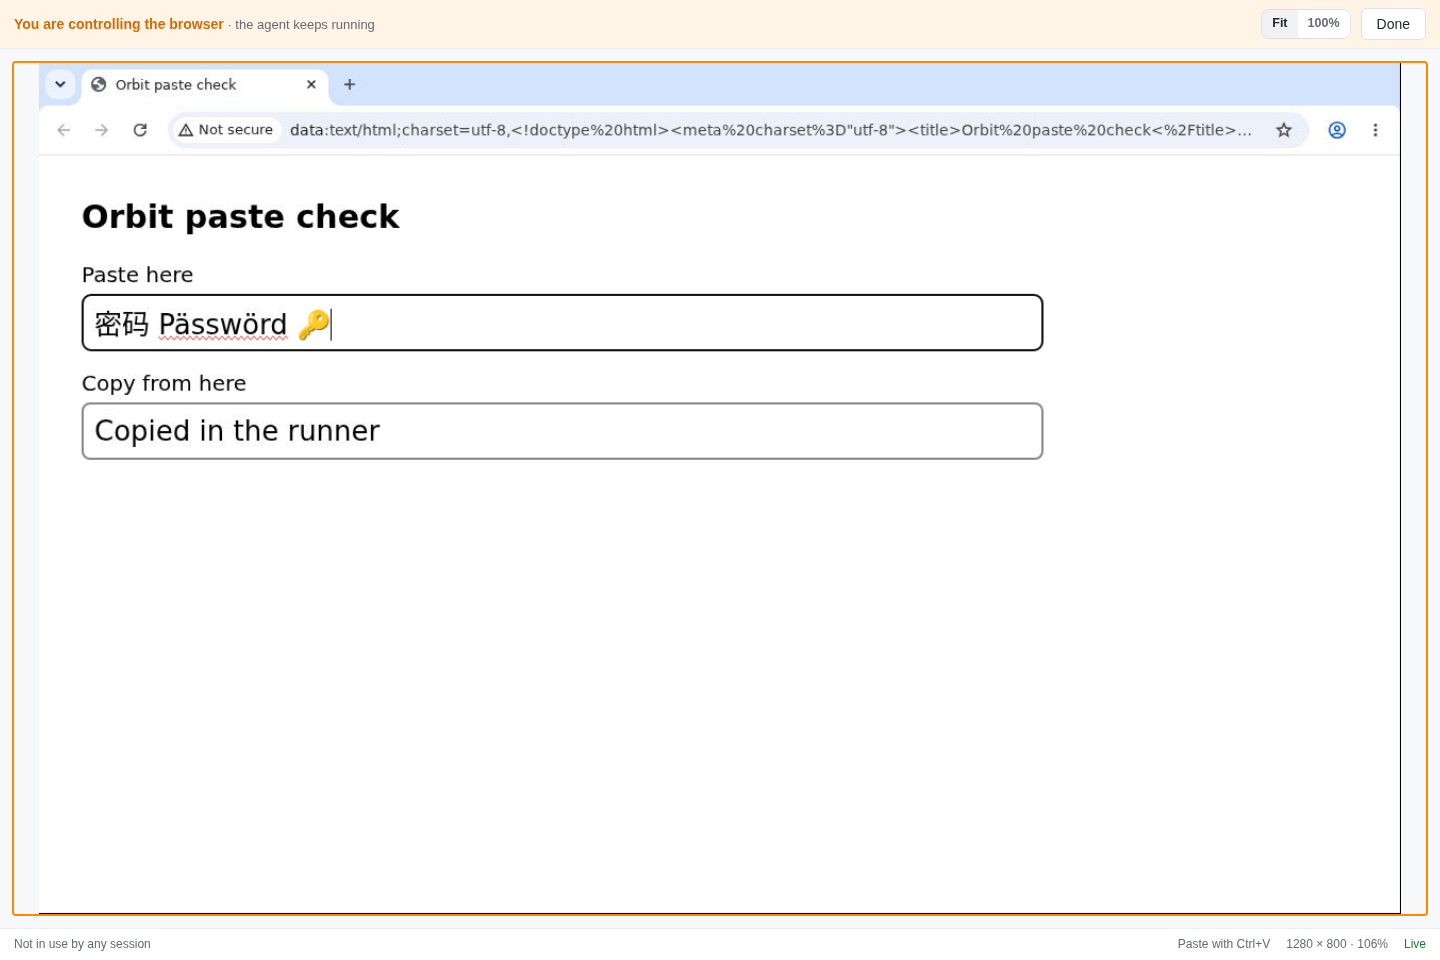 You are controlling the browser · the agent keeps running
Fit 100% Done
Orbit paste check
Not secure data:text/html;charset=utf-8,<!doctype%20html><meta%20charset%3D"utf-8"><title>Orbit%20paste%20check<%2Ftitle>...
Orbit paste check
Paste here
密码 Pässwörd 🔑
Copy from here
Copied in the runner
Not in use by any session
Paste with Ctrl+V 1280 × 800 · 106% Live